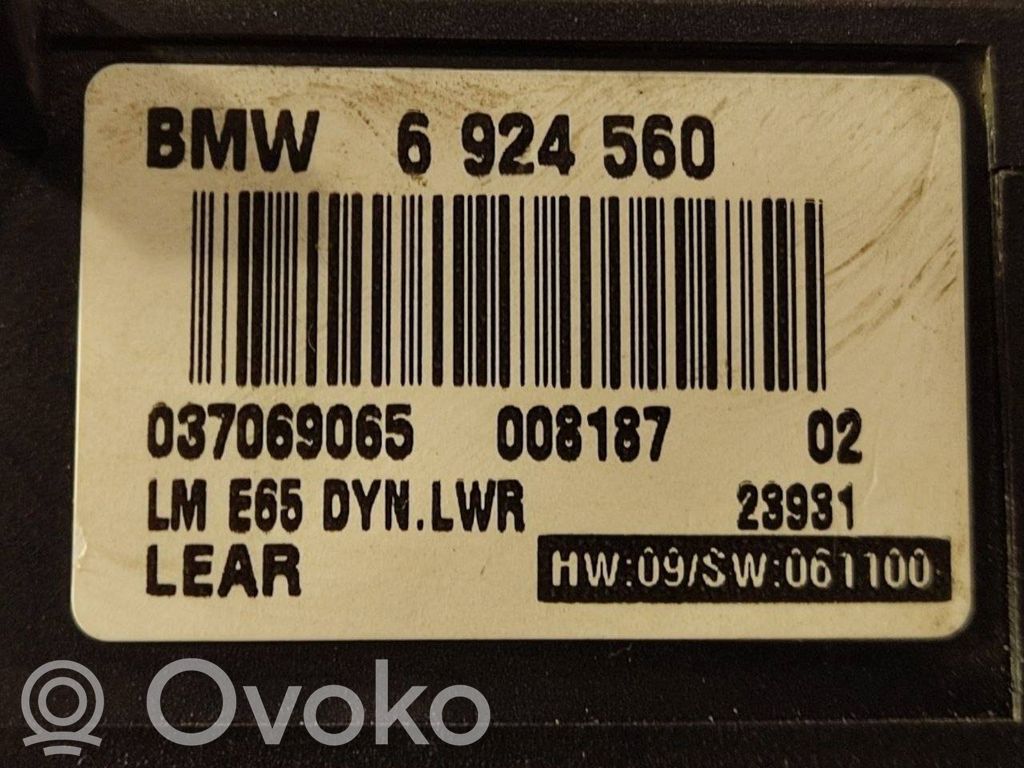 BMW 6 924 560
037069065 008187 02
LM E65 DYN.LWR 23931
LEAR HW:09/SW:061100
Ovoko